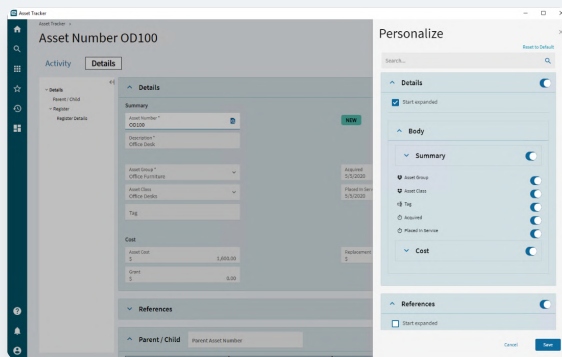 Asset Tracker
Asset Tracker
Asset Number OD100
Activity
Details
Details
Parent / Child
Register
Register Details
Details
Summary
Asset Number *
OD100
NEW
Description *
Office Desk
Asset Group *
Office Furniture
Acquired
5/5/2020
Asset Class
Office Desks
Placed In Serv
5/5/2020
Tag
Cost
Asset Cost
$ 1,000.00
Replacement
$
Grant
$ 0.00
References
Parent / Child
Parent Asset Number
Personalize
Reset to Default
Search...
Details
Start expanded
Body
Summary
Asset Group
Asset Class
Tag
Acquired
Placed In Service
Cost
References
Start expanded
Cancel
Save